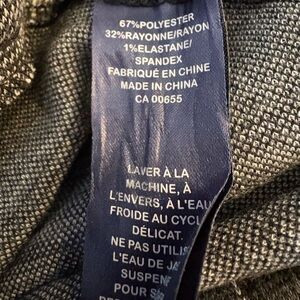 67%POLYESTER
32%RAYONNE/RAYON
1%ELASTANE/
SPANDEX
FABRIQUÉ EN CHINE
MADE IN CHINA
CA 00655
LAVER À LA
MACHINE, À
L'ENVERS, À L'EAU
FROIDE AU CYCL
DÉLICAT.
NE PAS UTILIS
L'EAU DE JA
SUSPEN
POUR S